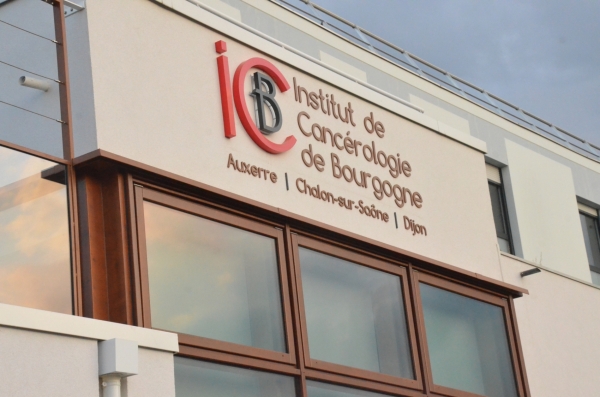 iCB
Institut de
Cancérologie
de Bourgogne
Auxerre | Chalon-sur-Saône | Dijon